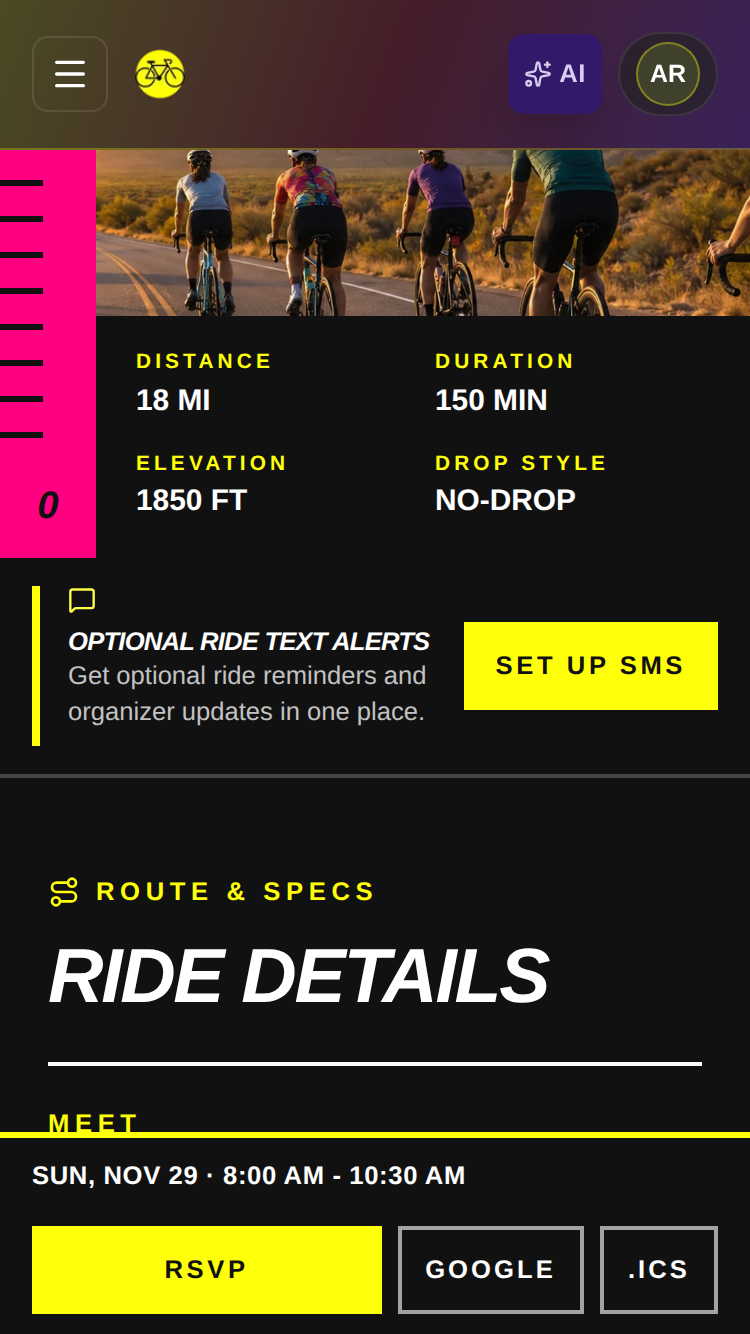 AI
AR
DISTANCE
18 MI
DURATION
150 MIN
ELEVATION
1850 FT
DROP STYLE
NO-DROP
0
OPTIONAL RIDE TEXT ALERTS
Get optional ride reminders and
organizer updates in one place.
SET UP SMS
ROUTE & SPECS
RIDE DETAILS
MEET
SUN, NOV 29 · 8:00 AM - 10:30 AM
RSVP
GOOGLE
.ICS